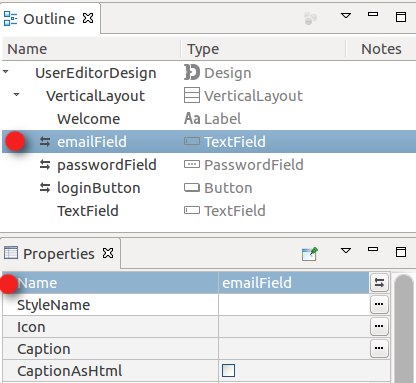 Outline
Name Type Notes
UserEditorDesign Design
VerticalLayout VerticalLayout
Welcome Aa Label
emailField TextField
passwordField PasswordField
loginButton Button
TextField TextField
Properties
Name emailField
StyleName
Icon
Caption
CaptionAsHtml